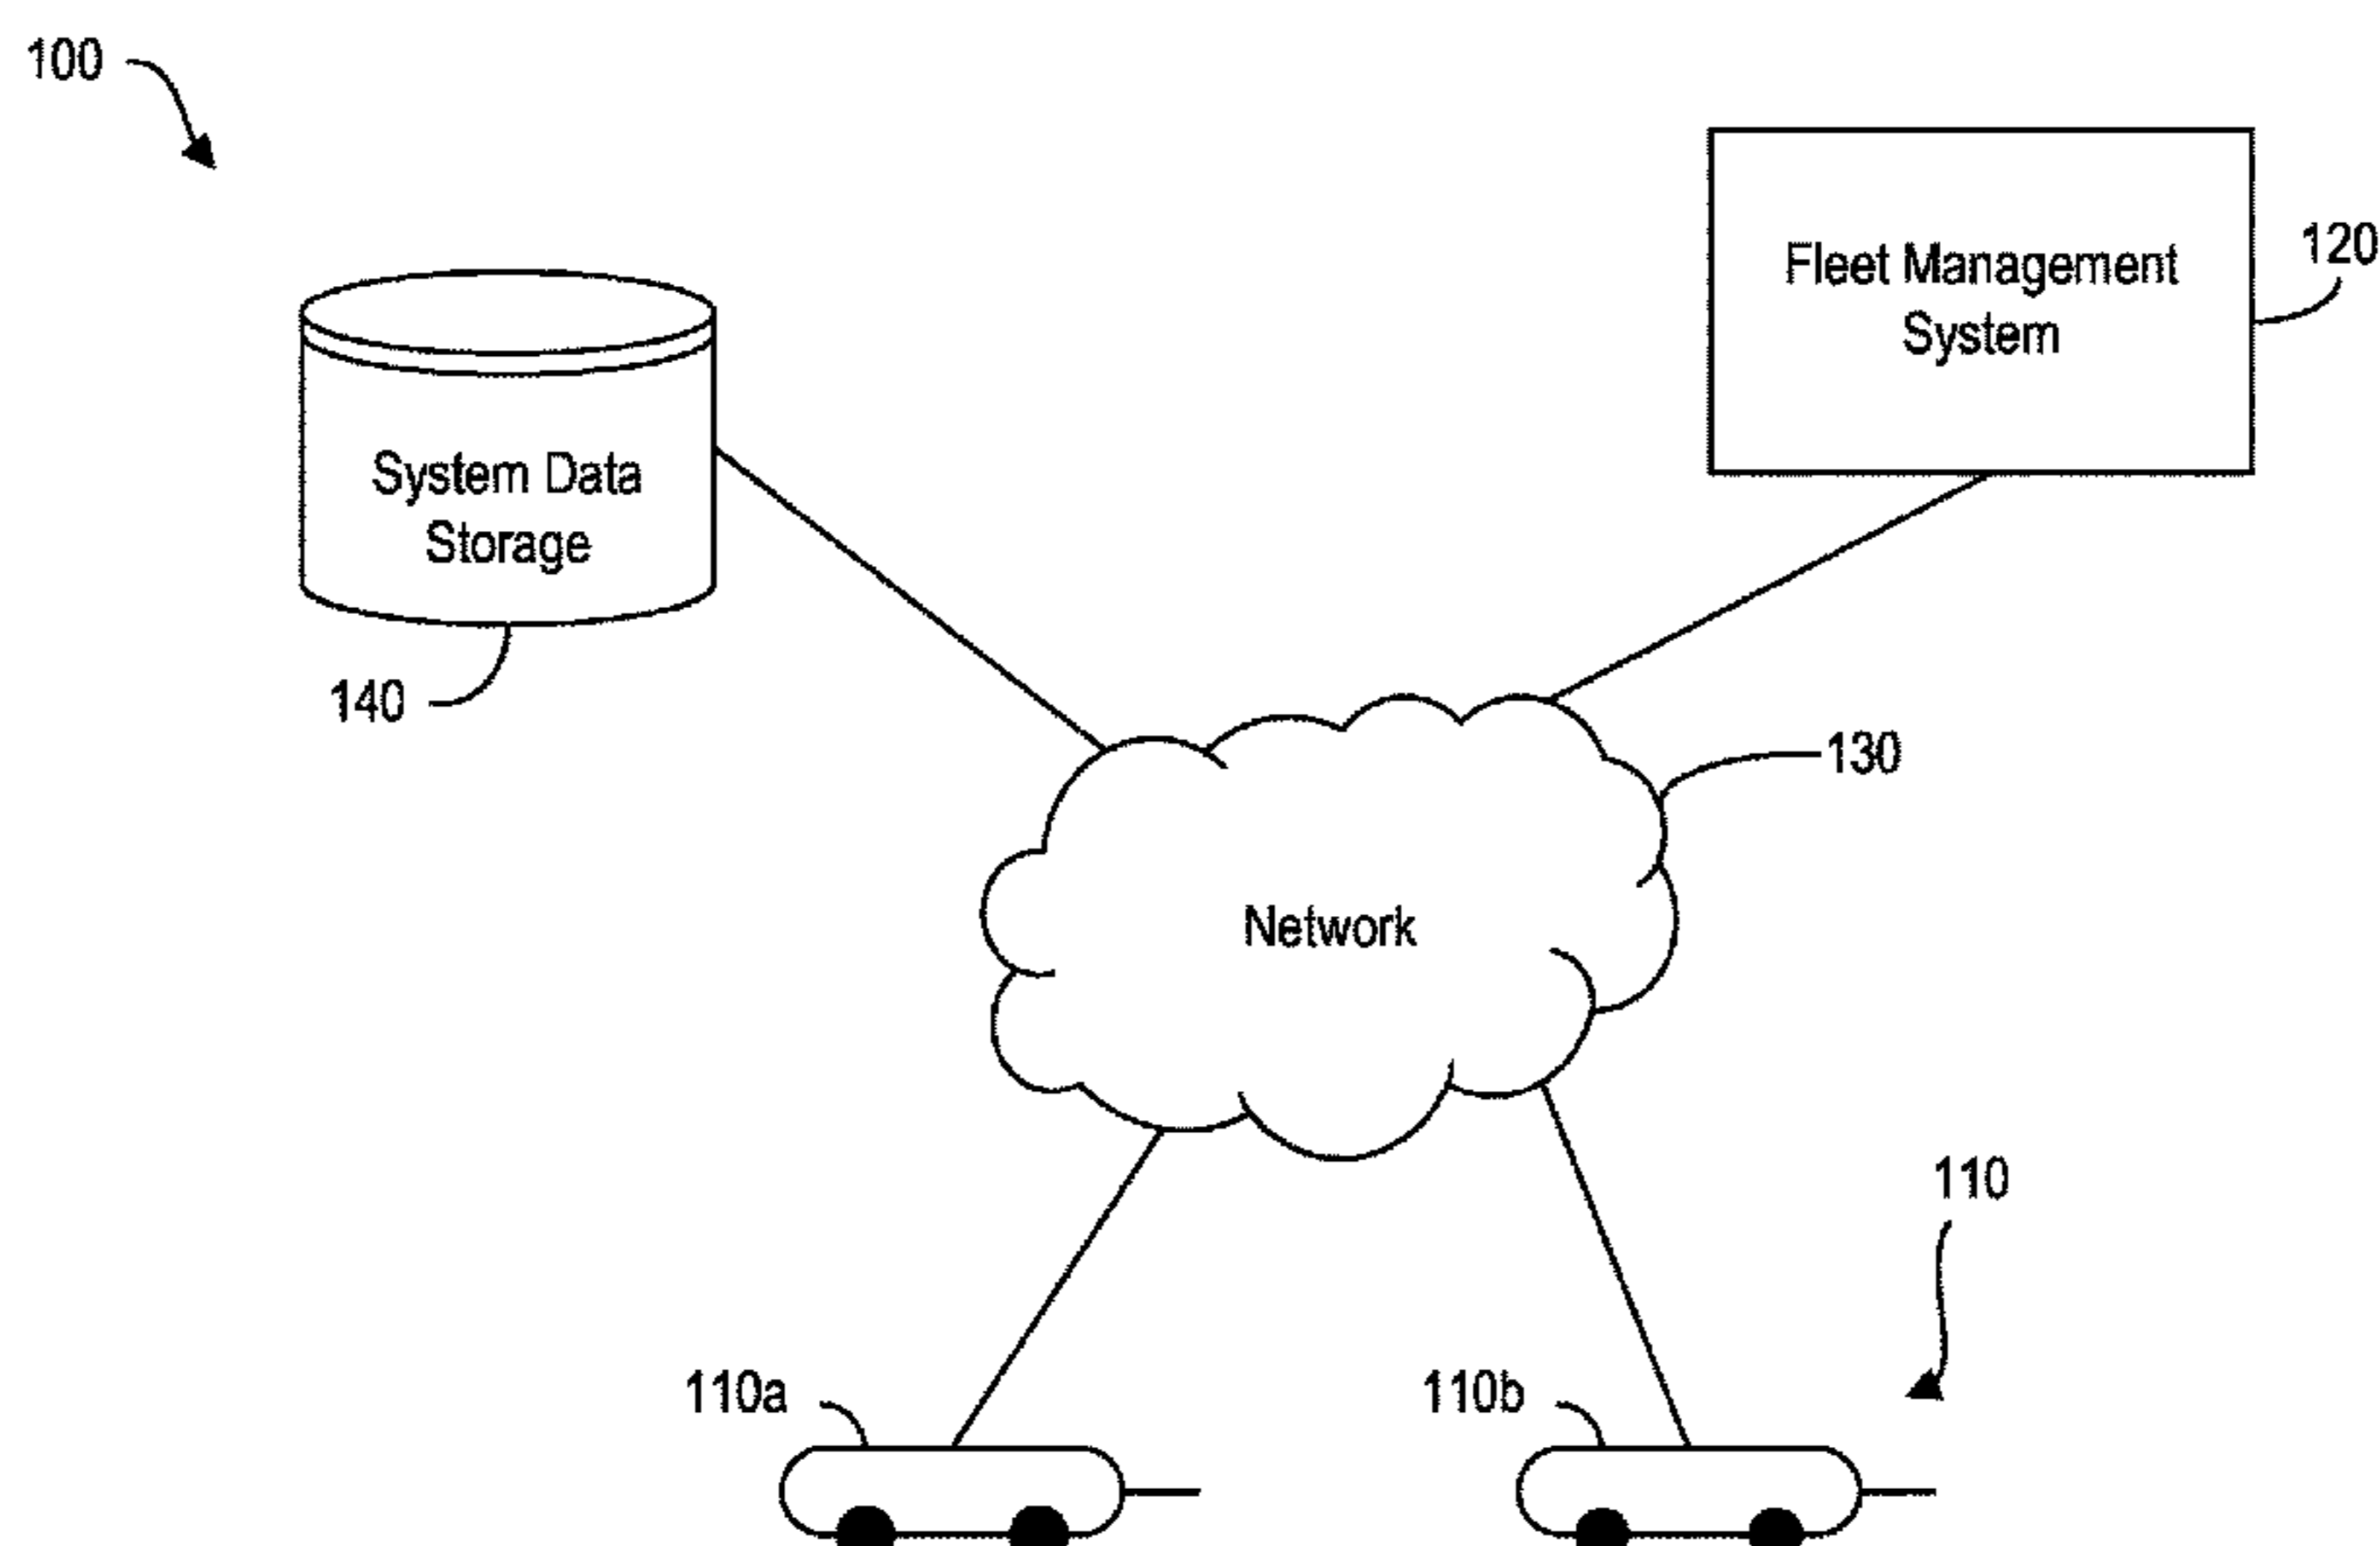 100
Fleet Management
System
120
System Data
Storage
140
130
Network
110
110a
110b